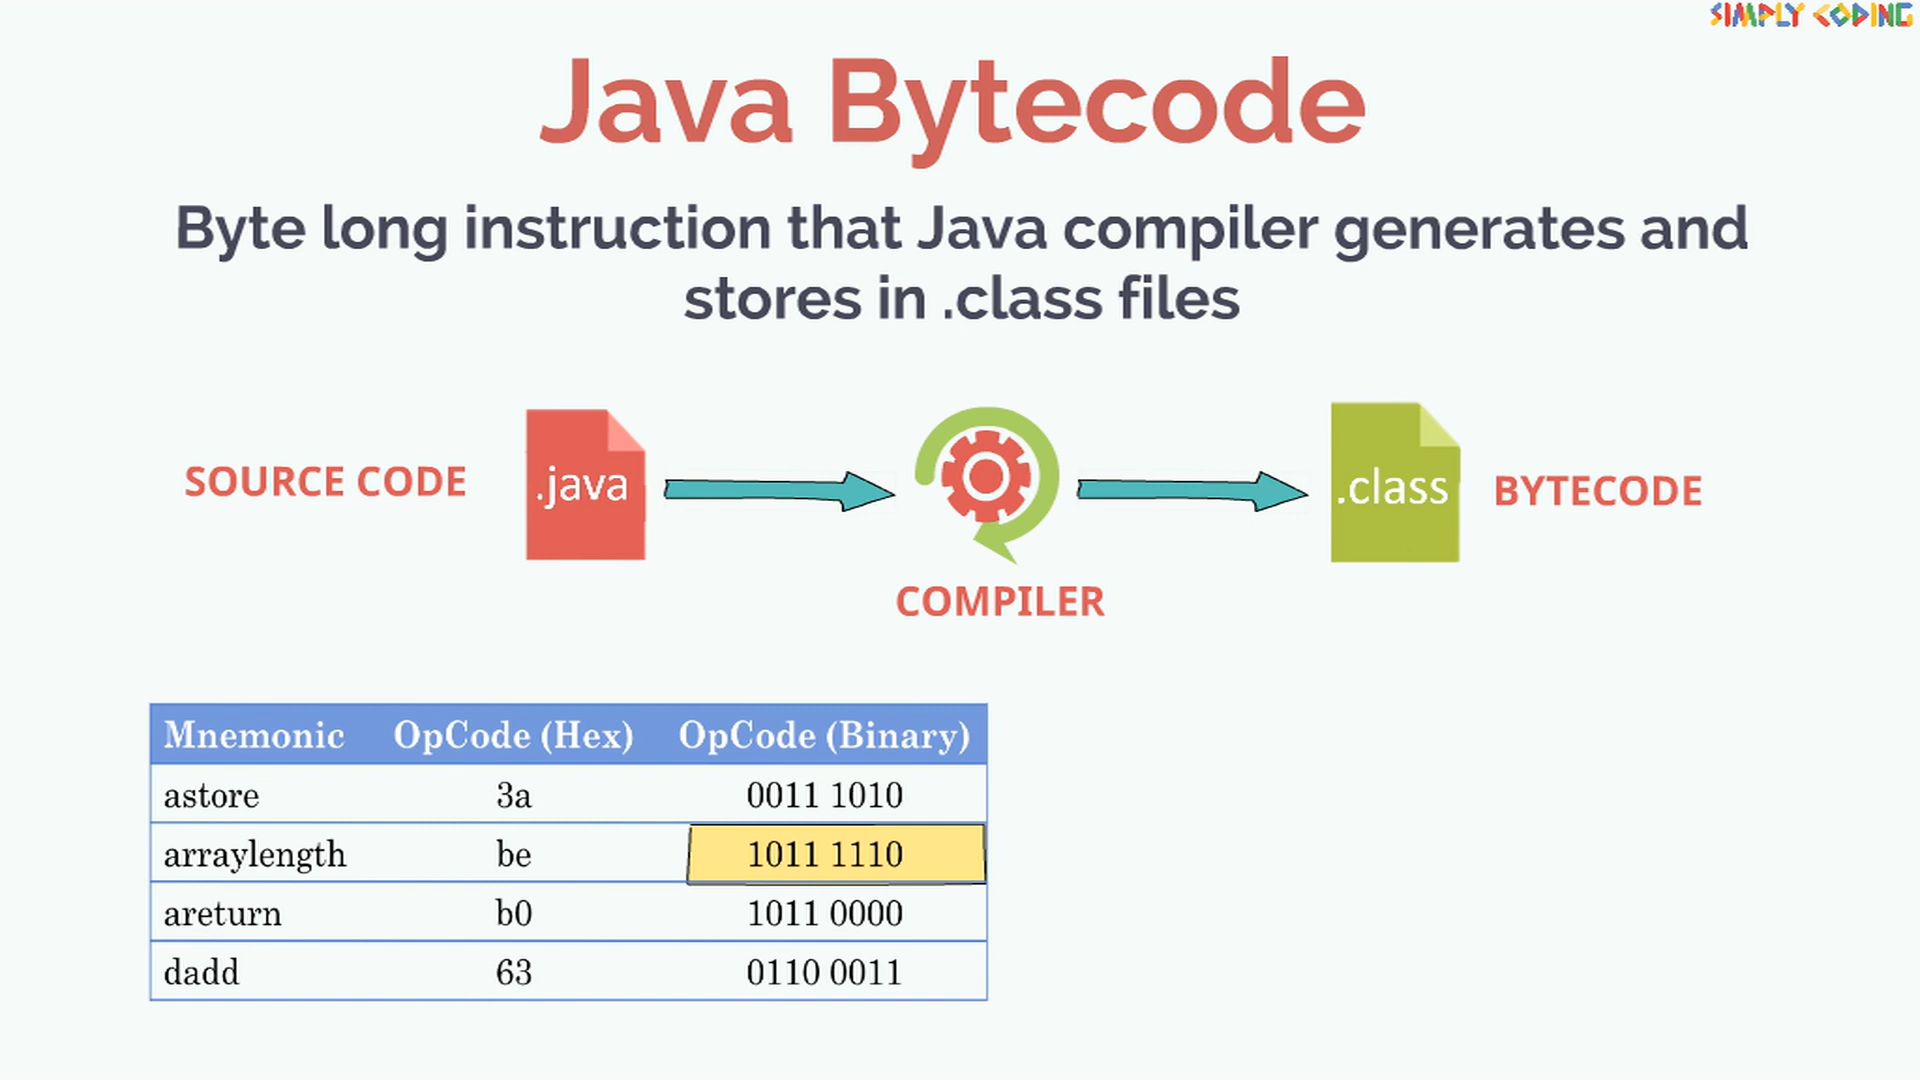 SIMPLY CODING
Java Bytecode
Byte long instruction that Java compiler generates and
stores in .class files
SOURCE CODE
.java
.class
BYTECODE
COMPILER
Mnemonic OpCode (Hex) OpCode (Binary)
astore 3a 0011 1010
arraylength be 1011 1110
areturn b0 1011 0000
dadd 63 0110 0011